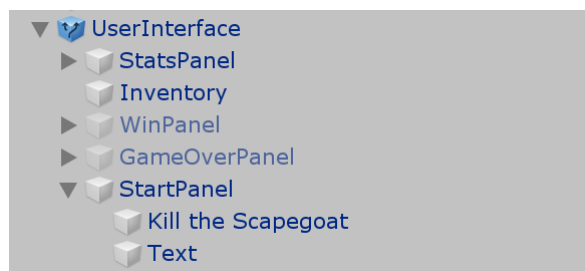 UserInterface
StatsPanel
Inventory
WinPanel
GameOverPanel
StartPanel
Kill the Scapegoat
Text